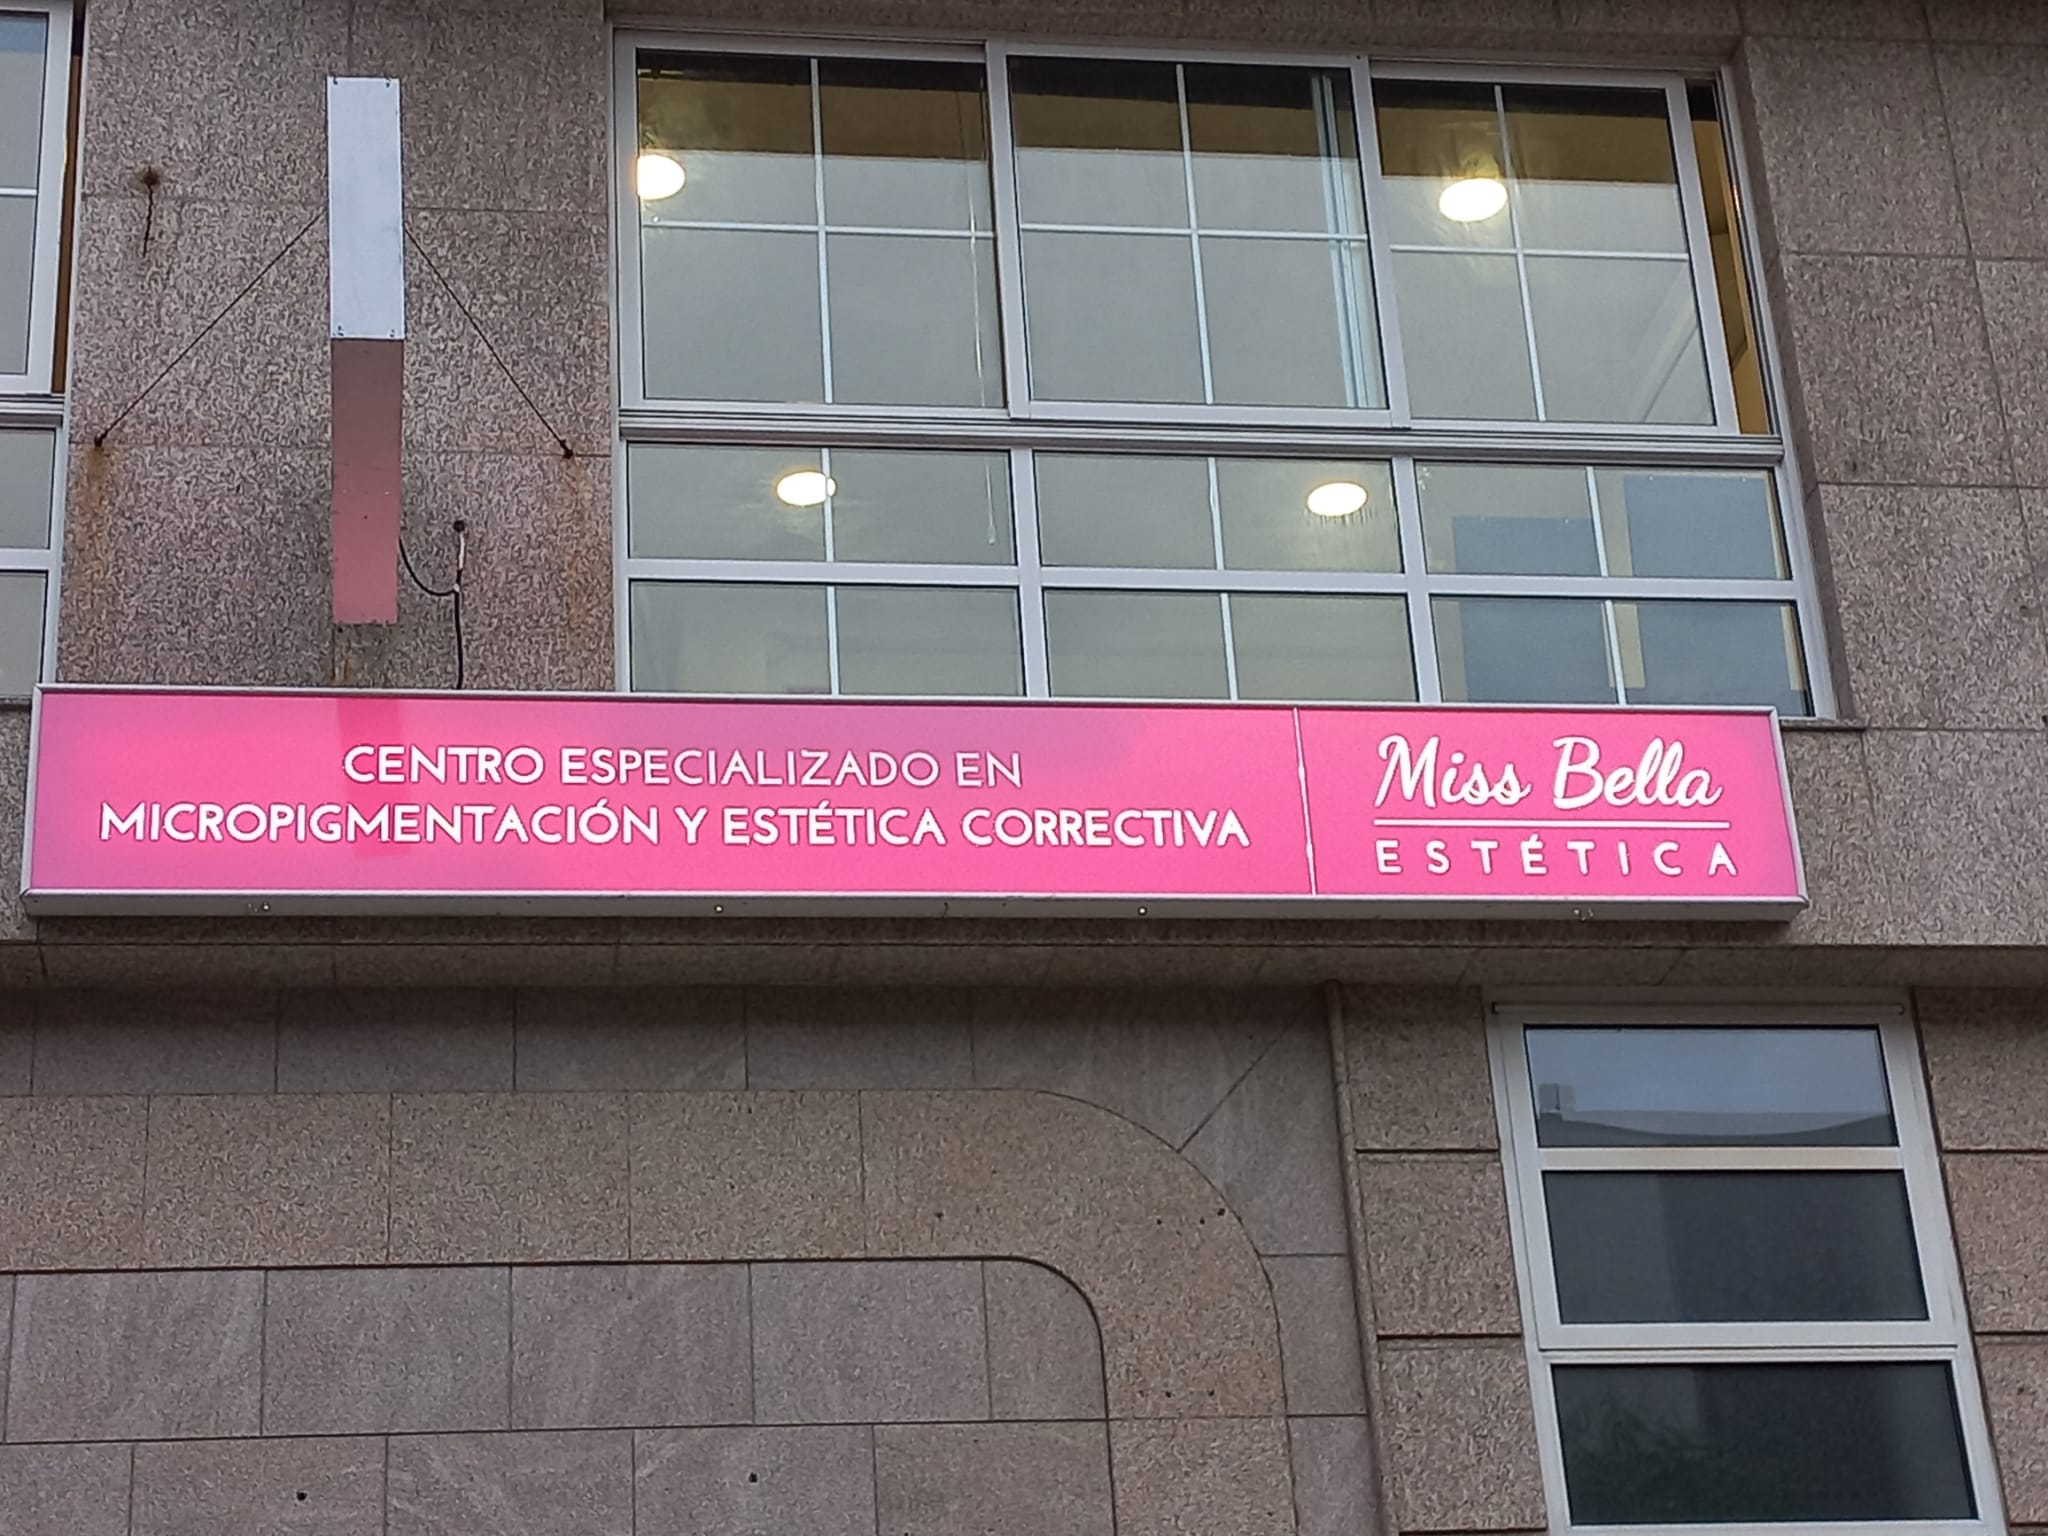 CENTRO ESPECIALIZADO EN
MICROPIGMENTACIÓN Y ESTÉTICA CORRECTIVA
Miss Bella
ESTÉTICA